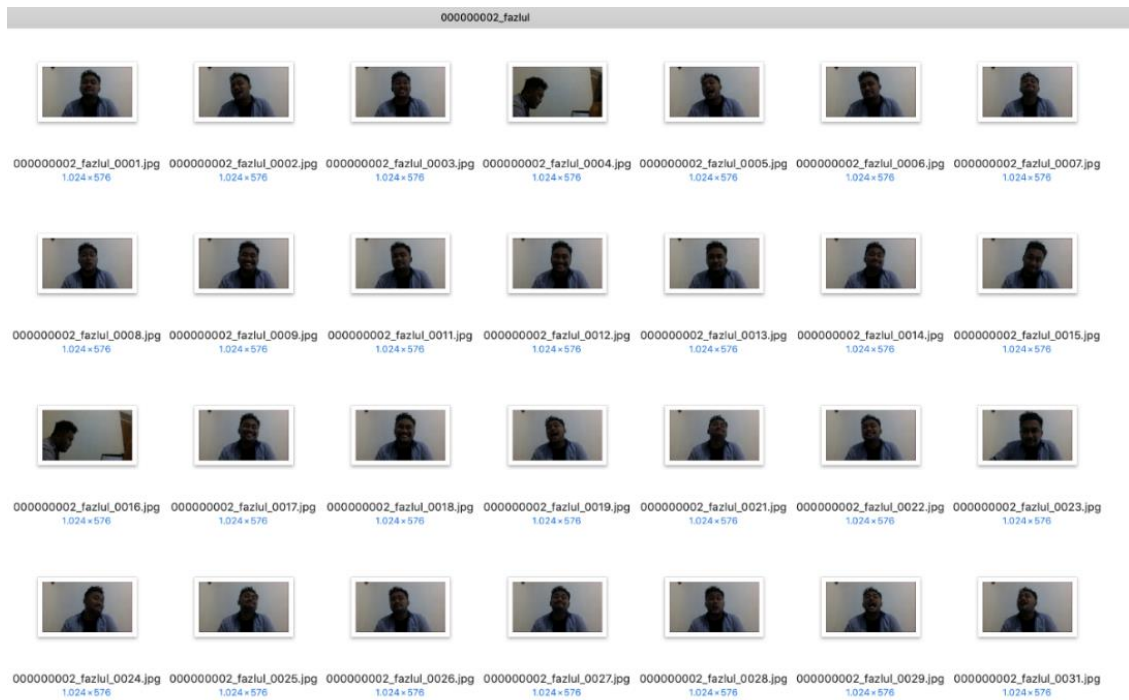 000000002_fazlul
000000002_fazlul_0001.jpg 000000002_fazlul_0002.jpg 000000002_fazlul_0003.jpg 000000002_fazlul_0004.jpg 000000002_fazlul_0005.jpg 000000002_fazlul_0006.jpg 000000002_fazlul_0007.jpg
1.024×576 1.024×576 1.024×576 1.024×576 1.024×576 1.024×576 1.024×576
000000002_fazlul_0008.jpg 000000002_fazlul_0009.jpg 000000002_fazlul_0011.jpg 000000002_fazlul_0012.jpg 000000002_fazlul_0013.jpg 000000002_fazlul_0014.jpg 000000002_fazlul_0015.jpg
1.024×576 1.024×576 1.024×576 1.024×576 1.024×576 1.024×576 1.024×576
000000002_fazlul_0016.jpg 000000002_fazlul_0017.jpg 000000002_fazlul_0018.jpg 000000002_fazlul_0019.jpg 000000002_fazlul_0021.jpg 000000002_fazlul_0022.jpg 000000002_fazlul_0023.jpg
1.024×576 1.024×576 1.024×576 1.024×576 1.024×576 1.024×576 1.024×576
000000002_fazlul_0024.jpg 000000002_fazlul_0025.jpg 000000002_fazlul_0026.jpg 000000002_fazlul_0027.jpg 000000002_fazlul_0028.jpg 000000002_fazlul_0029.jpg 000000002_fazlul_0031.jpg
1.024×576 1.024×576 1.024×576 1.024×576 1.024×576 1.024×576 1.024×576